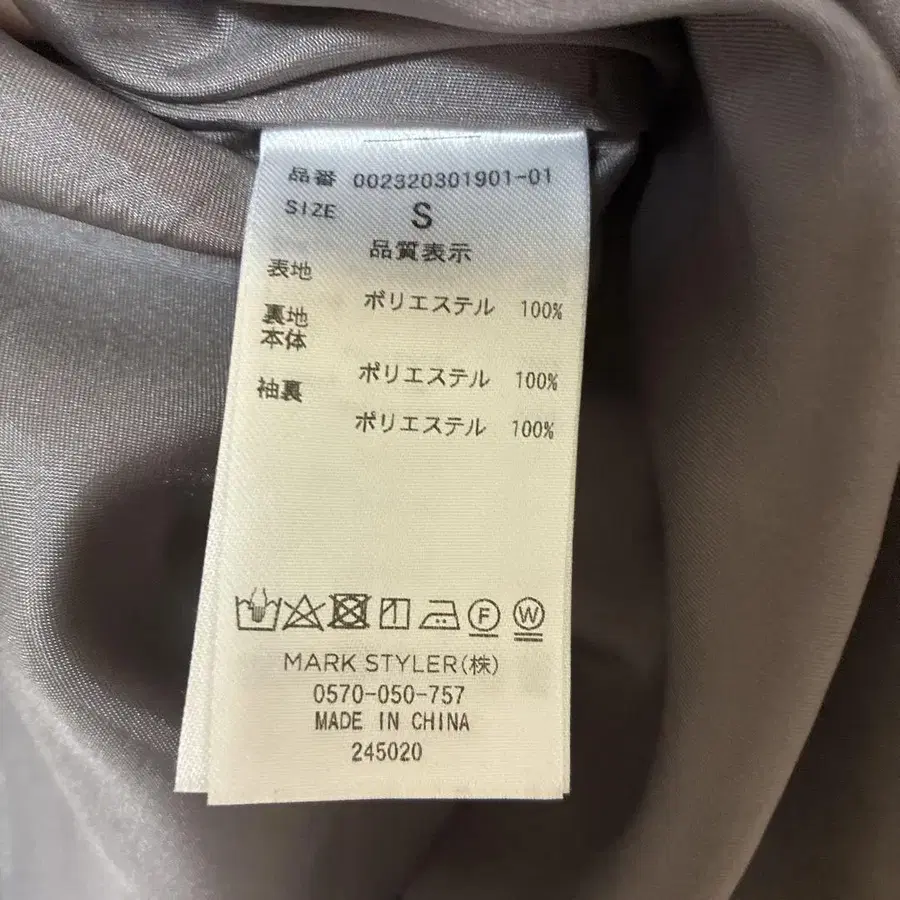 品番 002320301901-01
SIZE S
品質表示
表地
ポリエステル 100%
裏地
本体
ポリエステル 100%
袖裏
ポリエステル 100%
F W
MARK STYLER(株)
0570-050-757
MADE IN CHINA
245020